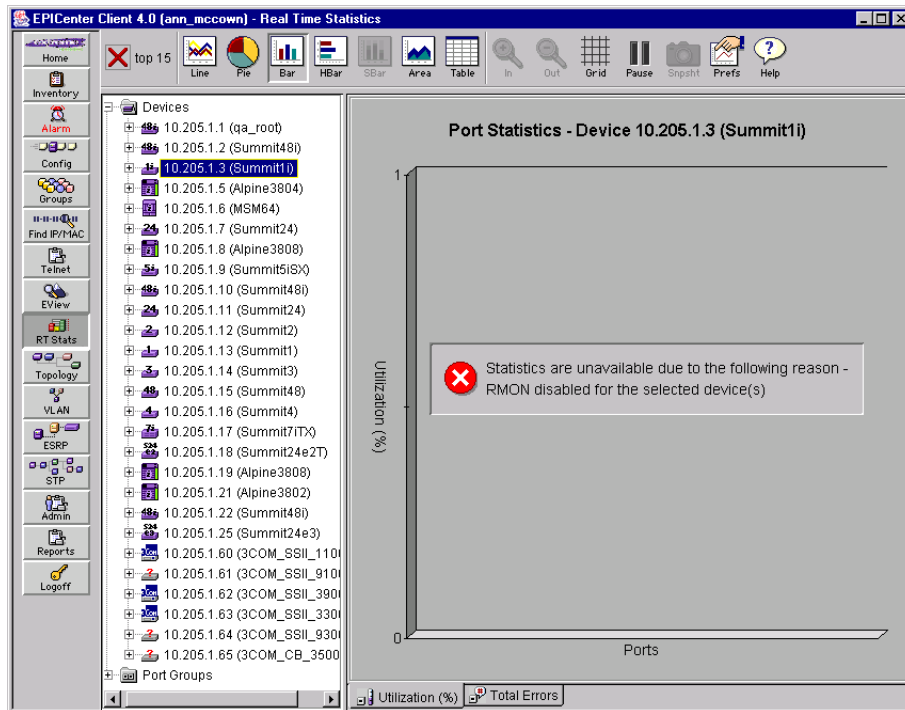 EPICenter Client 4.0 (ann_mccown) - Real Time Statistics
Home
Inventory
Alarm
Config
Groups
Find IP/MAC
Telnet
EView
RT Stats
Topology
VLAN
ESRP
STP
Admin
Reports
Logoff
top 15
Line
Pie
Bar
HBar
SBar
Area
Table
In
Out
Grid
Pause
Snpsht
Prefs
Help
Devices
10.205.1.1 (qa_root)
10.205.1.2 (Summit48i)
10.205.1.3 (Summit1i)
10.205.1.5 (Alpine3804)
10.205.1.6 (MSM64)
10.205.1.7 (Summit24)
10.205.1.8 (Alpine3808)
10.205.1.9 (Summit5iSX)
10.205.1.10 (Summit48i)
10.205.1.11 (Summit24)
10.205.1.12 (Summit2)
10.205.1.13 (Summit1)
10.205.1.14 (Summit3)
10.205.1.15 (Summit48)
10.205.1.16 (Summit4)
10.205.1.17 (Summit7iTX)
10.205.1.18 (Summit24e2T)
10.205.1.19 (Alpine3808)
10.205.1.21 (Alpine3802)
10.205.1.22 (Summit48i)
10.205.1.25 (Summit24e3)
10.205.1.60 (3COM_SSII_110
10.205.1.61 (3COM_SSII_910
10.205.1.62 (3COM_SSII_390
10.205.1.63 (3COM_SSII_330
10.205.1.64 (3COM_SSII_930
10.205.1.65 (3COM_CB_3500
Port Groups
Port Statistics - Device 10.205.1.3 (Summit1i)
1
Utilization (%)
Statistics are unavailable due to the following reason -
RMON disabled for the selected device(s)
0
Ports
Utilization (%)
Total Errors